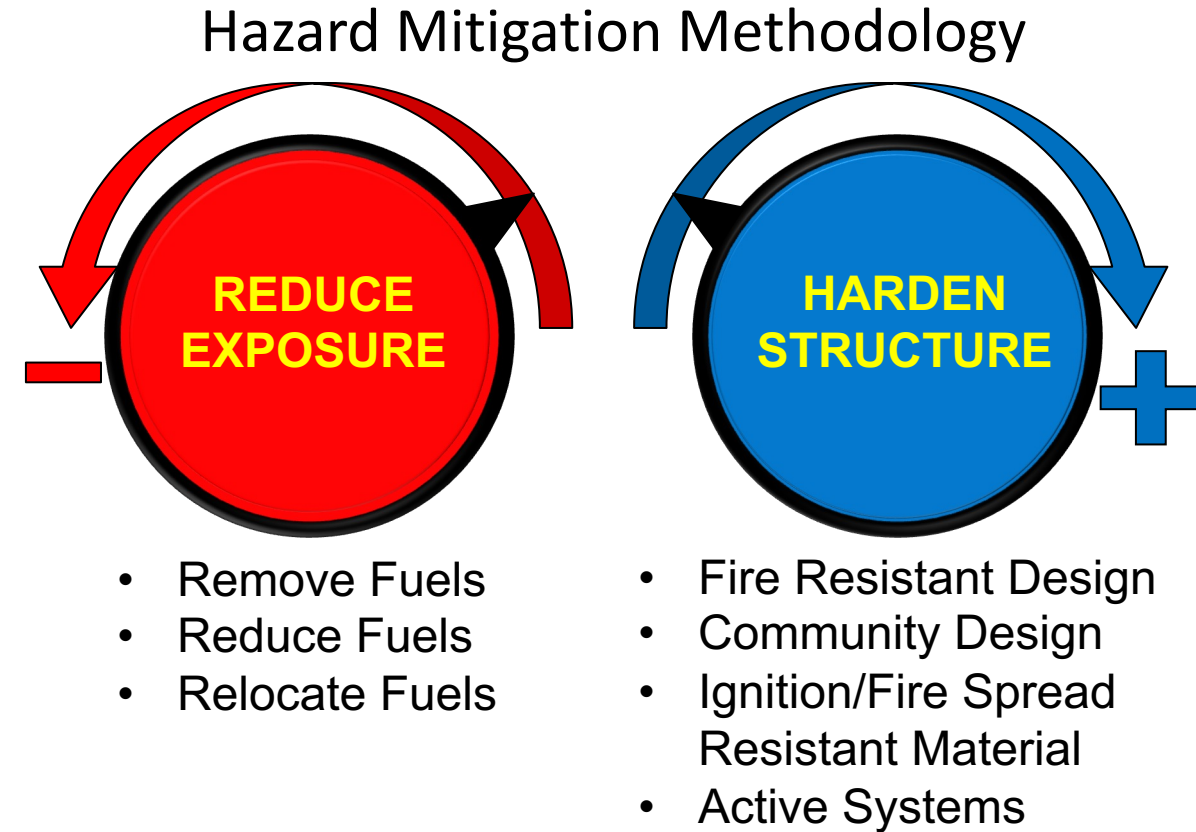 Hazard Mitigation Methodology
REDUCE
EXPOSURE
• Remove Fuels
• Reduce Fuels
• Relocate Fuels
HARDEN
STRUCTURE
• Fire Resistant Design
• Community Design
• Ignition/Fire Spread
Resistant Material
• Active Systems